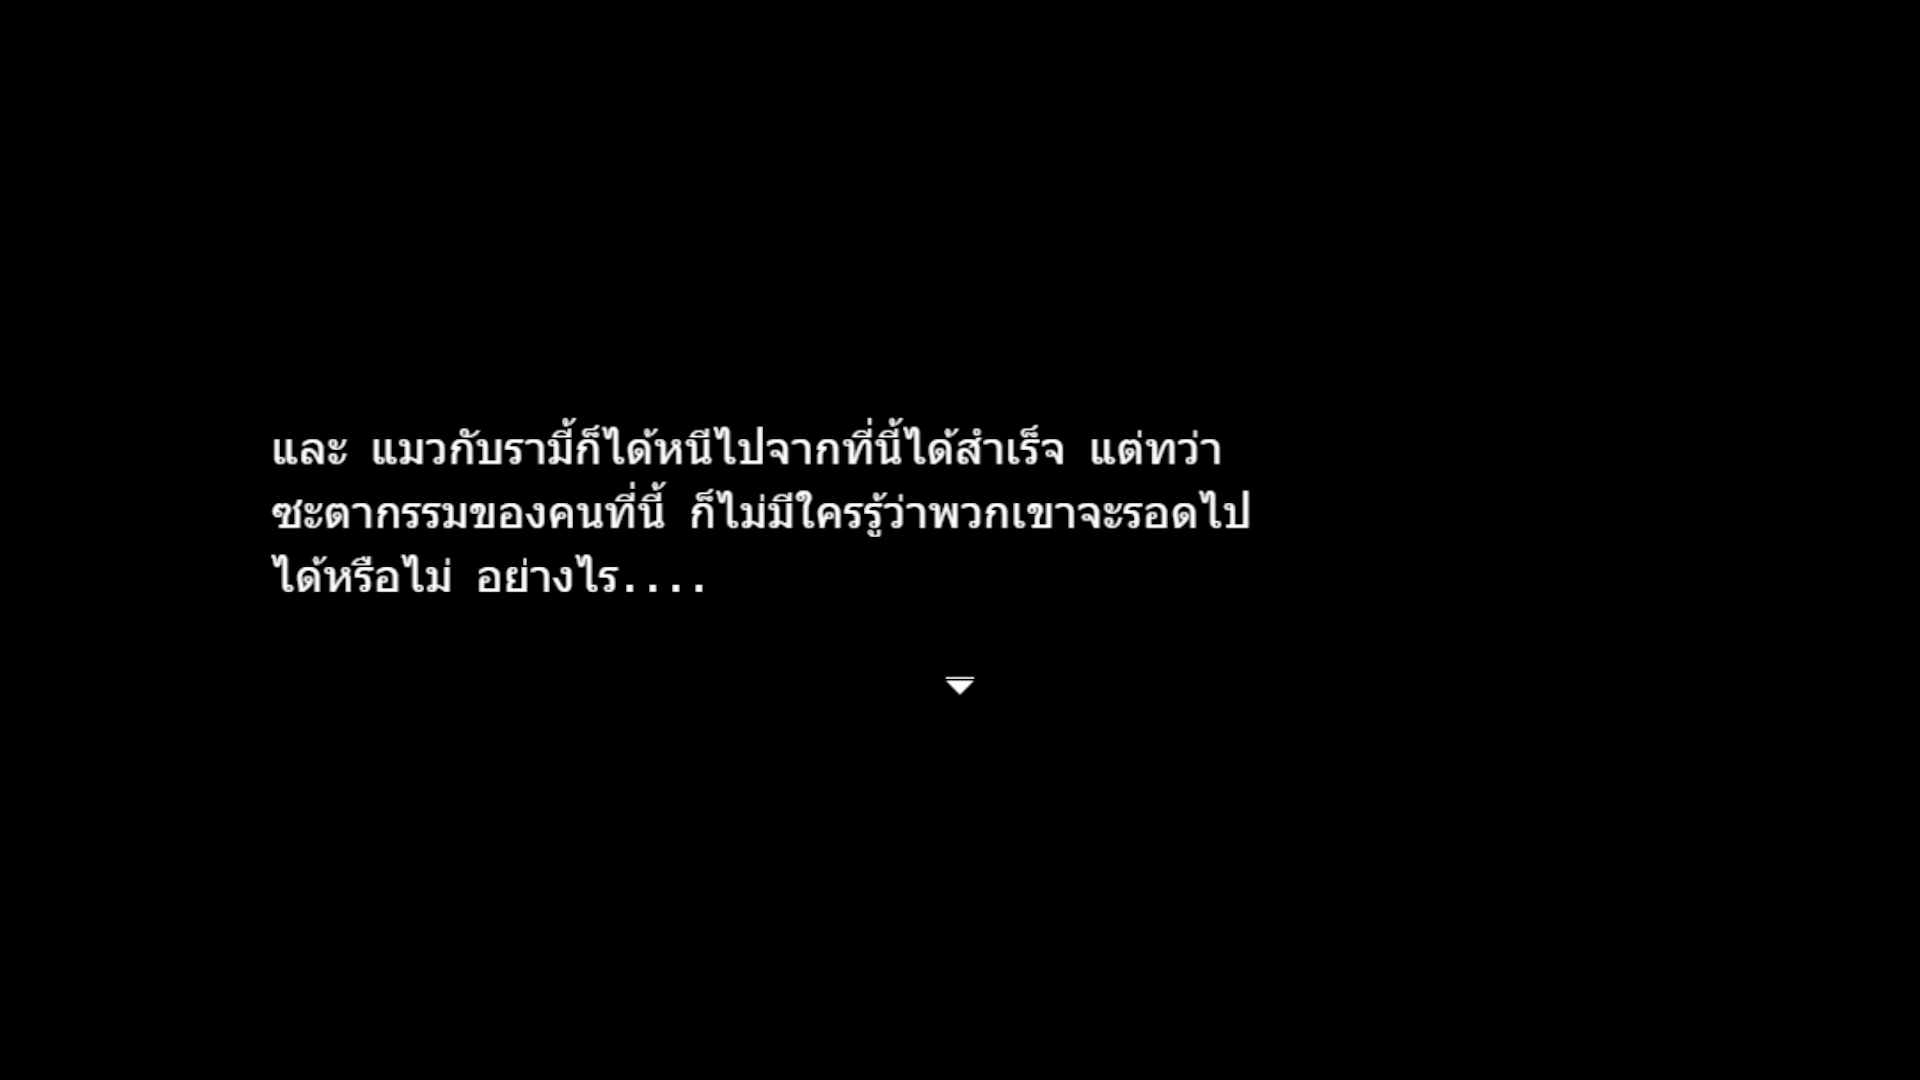 และ แมวกับรามี้ก็ได้หนีไปจากที่นี้ได้สำเร็จ แต่ทว่า
ซะตากรรมของคนที่นี้ ก็ไม่มีใครรู้ว่าพวกเขาจะรอดไป
ได้หรือไม่ อย่างไร....